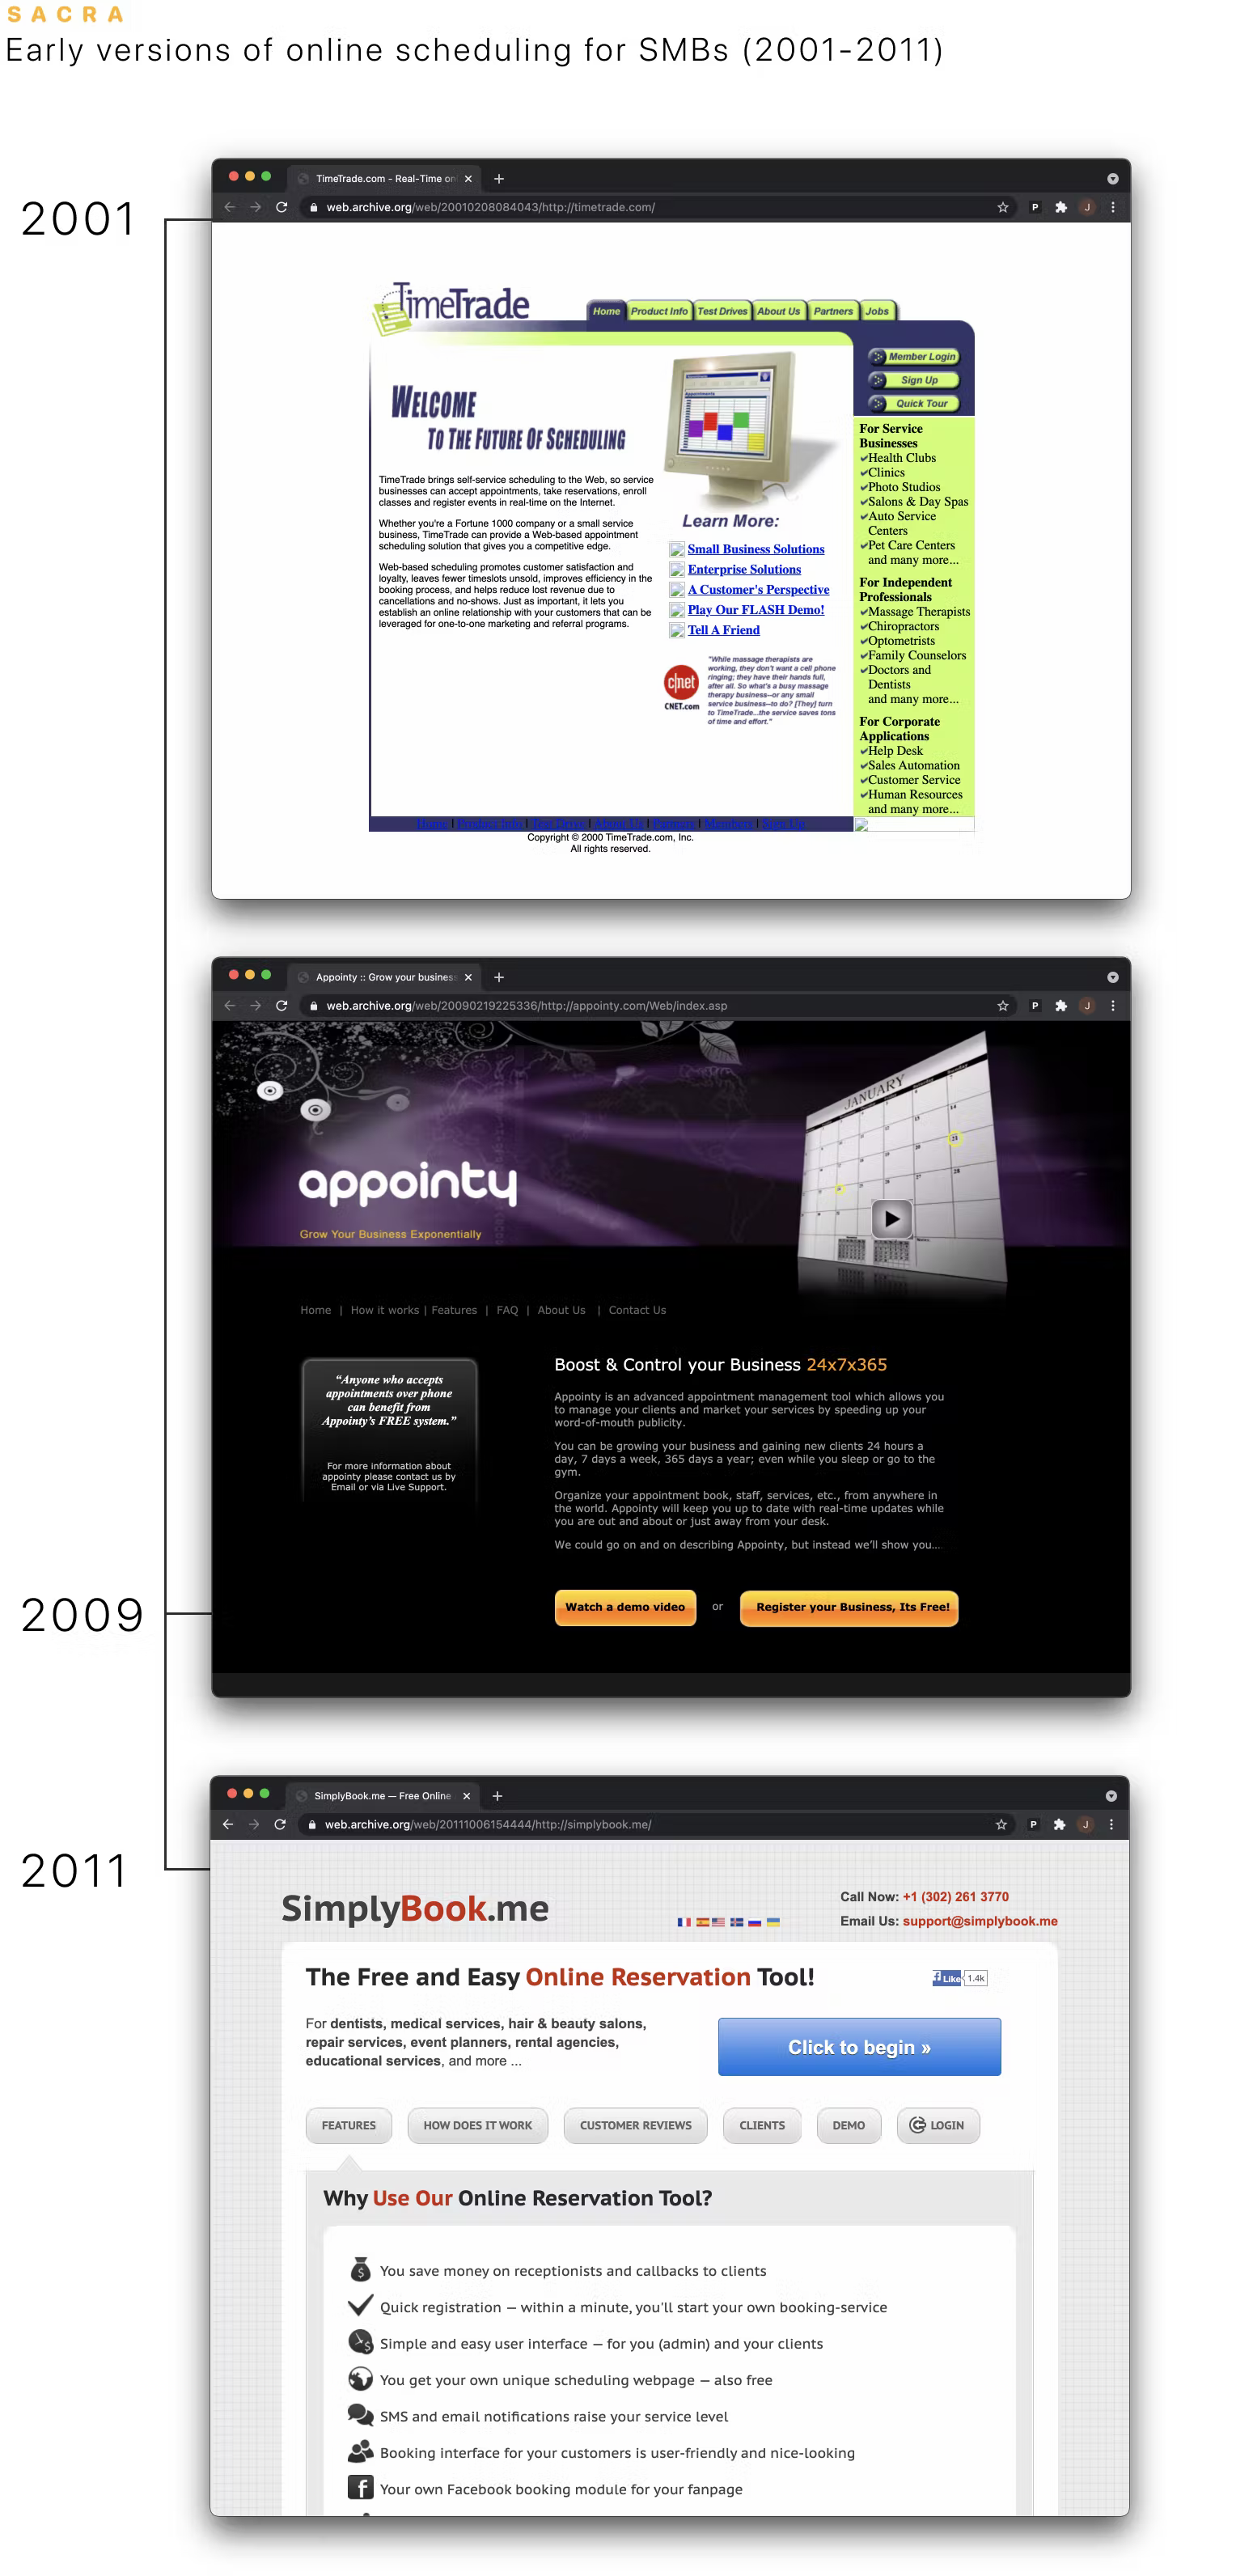 SACRA
Early versions of online scheduling for SMBs (2001-2011)
2001
TimeTrade.com - Real-Time on
web.archive.org/web/20010208084043/http://timetrade.com/
P
J
TimeTrade
Home Product Info Test Drives About Us Partners Jobs
Member Login
Sign Up
Quick Tour
WELCOME
TO THE FUTURE OF SCHEDULING
TimeTrade brings self-service scheduling to the Web, so service
businesses can accept appointments, take reservations, enroll
classes and register events in real-time on the Internet.
Whether you're a Fortune 1000 company or a small service
business, TimeTrade can provide a Web-based appointment
scheduling solution that gives you a competitive edge.
Web-based scheduling promotes customer satisfaction and
loyalty, leaves fewer timeslots unsold, improves efficiency in the
booking process, and helps reduce lost revenue due to
cancellations and no-shows. Just as important, it lets you
establish an online relationship with your customers that can be
leveraged for one-to-one marketing and referral programs.
Learn More:
Small Business Solutions
Enterprise Solutions
A Customer's Perspective
Play Our FLASH Demo!
Tell A Friend
c|net
CNET.com
"While massage therapists are
working, they don't want a cell phone
ringing; they have their hands full,
after all. So what's a busy massage
therapy business--or any small
service business--to do? [They] turn
to TimeTrade...the service saves tons
of time and effort."
For Service
Businesses
Health Clubs
Clinics
Photo Studios
Salons & Day Spas
Auto Service
Centers
Pet Care Centers
and many more...
For Independent
Professionals
Massage Therapists
Chiropractors
Optometrists
Family Counselors
Doctors and
Dentists
and many more...
For Corporate
Applications
Help Desk
Sales Automation
Customer Service
Human Resources
and many more...
Home | Product Info | Test Drive | About Us | Partners | Members | Sign Up
Copyright © 2000 TimeTrade.com, Inc.
All rights reserved.
2009
Appointy :: Grow your business
web.archive.org/web/20090219225336/http://appointy.com/Web/index.asp
P
J
JANUARY
appointy
Grow Your Business Exponentially
Home | How it works | Features | FAQ | About Us | Contact Us
“Anyone who accepts
appointments over phone
can benefit from
Appointy's FREE system.”
For more information about
appointy please contact us by
Email or via Live Support.
Boost & Control your Business 24x7x365
Appointy is an advanced appointment management tool which allows you
to manage your clients and market your services by speeding up your
word-of-mouth publicity.
You can be growing your business and gaining new clients 24 hours a
day, 7 days a week, 365 days a year; even while you sleep or go to the
gym.
Organize your appointment book, staff, services, etc., from anywhere in
the world. Appointy will keep you up to date with real-time updates while
you are out and about or just away from your desk.
We could go on and on describing Appointy, but instead we'll show you...
Watch a demo video or Register your Business, Its Free!
2011
SimplyBook.me — Free Online
web.archive.org/web/20111006154444/http://simplybook.me/
P
J
SimplyBook.me
Call Now: +1 (302) 261 3770
Email Us: support@simplybook.me
The Free and Easy Online Reservation Tool!
Like 1.4k
For dentists, medical services, hair & beauty salons,
repair services, event planners, rental agencies,
educational services, and more ...
Click to begin »
FEATURES HOW DOES IT WORK CUSTOMER REVIEWS CLIENTS DEMO LOGIN
Why Use Our Online Reservation Tool?
You save money on receptionists and callbacks to clients
Quick registration — within a minute, you'll start your own booking-service
Simple and easy user interface — for you (admin) and your clients
You get your own unique scheduling webpage — also free
SMS and email notifications raise your service level
Booking interface for your customers is user-friendly and nice-looking
Your own Facebook booking module for your fanpage